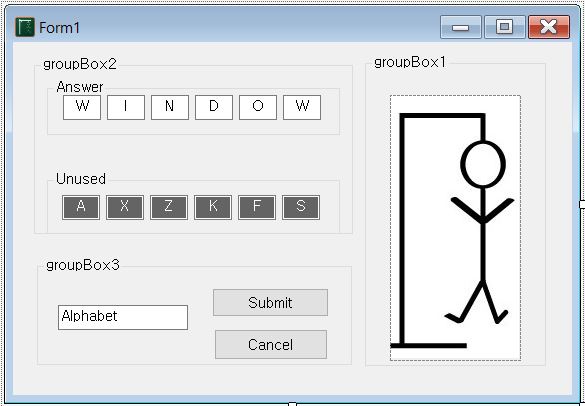 Form1
groupBox2
Answer
W I N D O W
Unused
A X Z K F S
groupBox3
Alphabet
Submit
Cancel
groupBox1